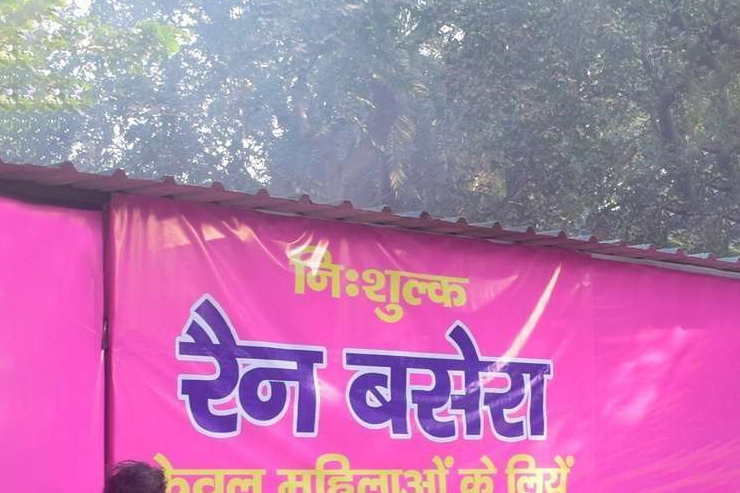 नि:शुल्क
रैन बसेरा
केवल महिलाओं के लियें